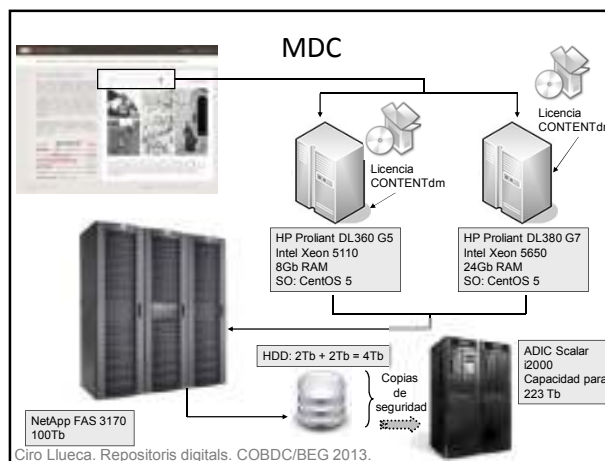 MDC
Licencia
CONTENTdm
Licencia
CONTENTdm
HP Proliant DL360 G5
Intel Xeon 5110
8Gb RAM
SO: CentOS 5
HP Proliant DL380 G7
Intel Xeon 5650
24Gb RAM
SO: CentOS 5
HDD: 2Tb + 2Tb = 4Tb
Copias
de
seguridad
ADIC Scalar
i2000
Capacidad para
223 Tb
NetApp FAS 3170
100Tb
Ciro Llueca. Repositoris digitals. COBDC/BEG 2013.